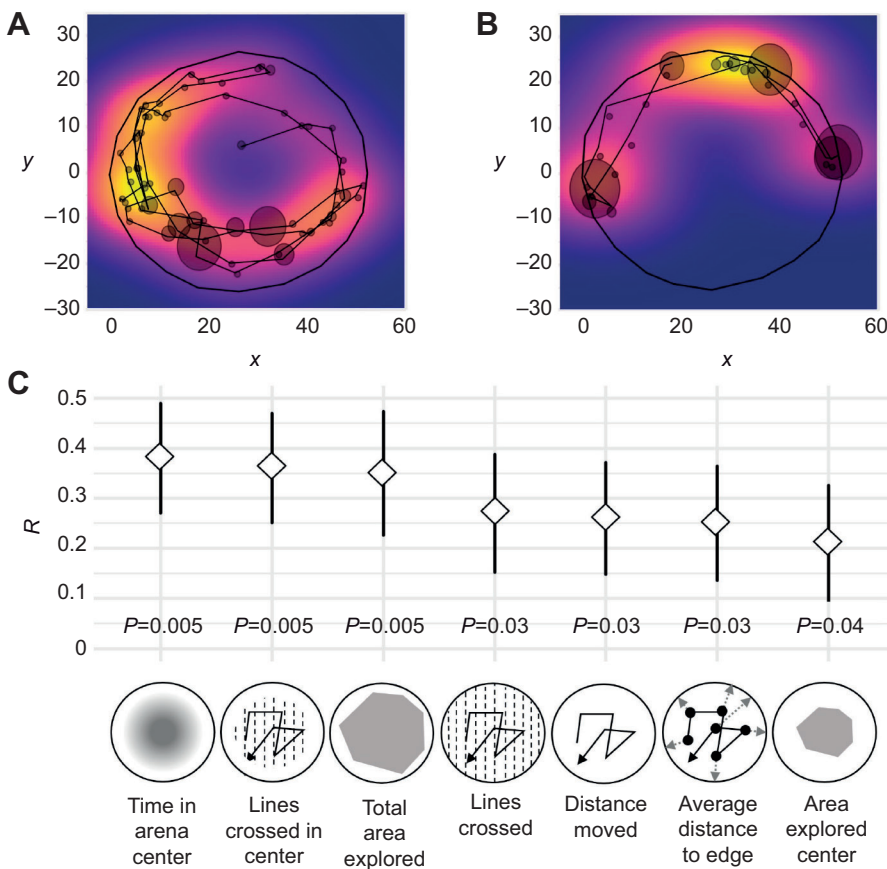 A
B
30
20
10
0
–10
–20
–30
y
0
20
40
60
x
30
20
10
0
–10
–20
–30
y
0
20
40
60
x
C
0.5
0.4
0.3
0.2
0.1
0
R
P=0.005
P=0.005
P=0.005
P=0.03
P=0.03
P=0.03
P=0.04
Time in
arena
center
Lines
crossed in
center
Total
area
explored
Lines
crossed
Distance
moved
Average
distance
to edge
Area
explored
center